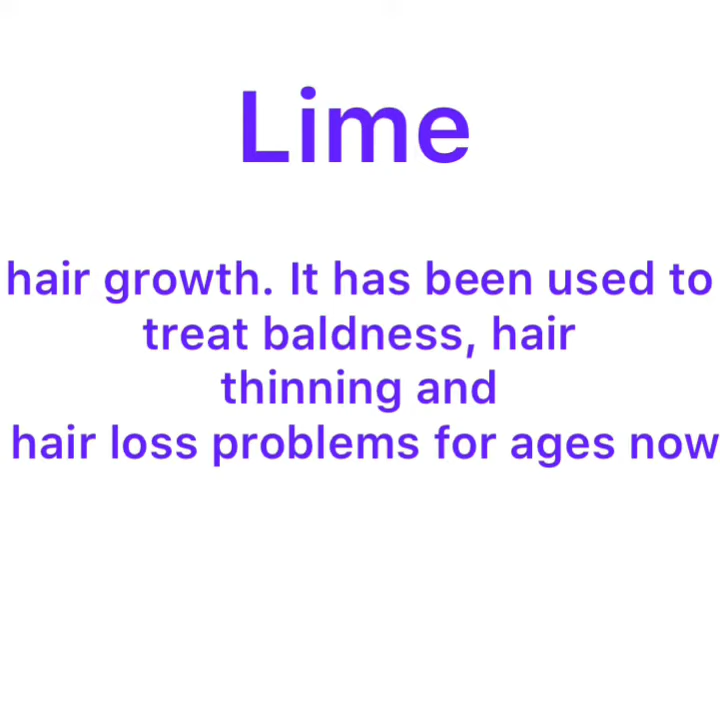 Lime
hair growth. It has been used to
treat baldness, hair
thinning and
hair loss problems for ages now